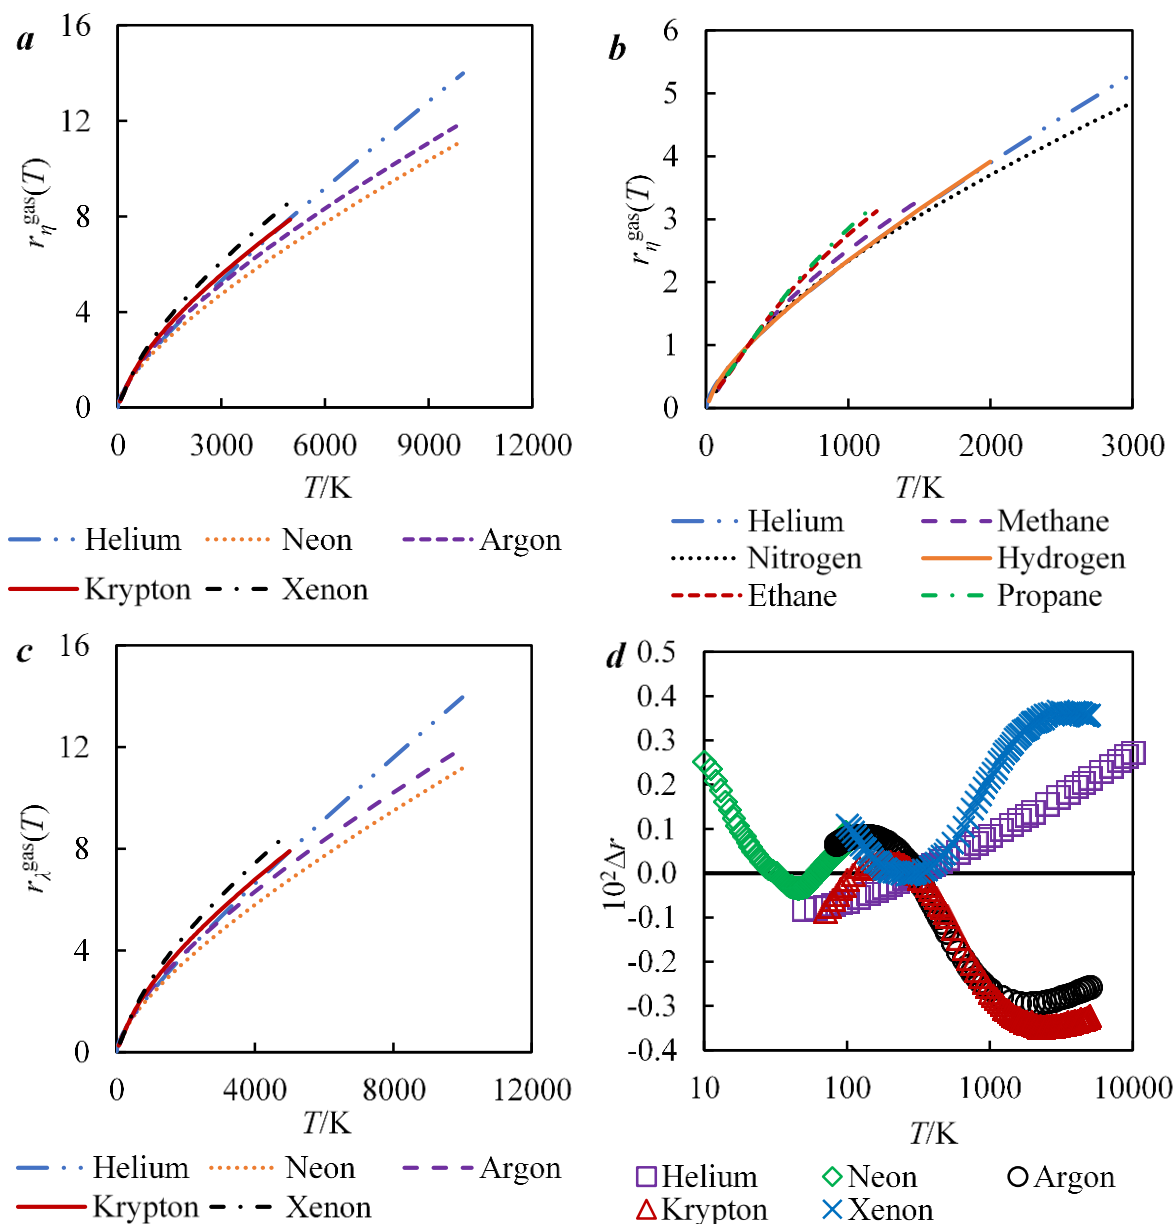 a
16
12
8
4
0
r_η^gas(T)
0 3000 6000 9000 12000
T/K
Helium Neon Argon
Krypton Xenon
b
6
5
4
3
2
1
0
r_η^gas(T)
0 1000 2000 3000
T/K
Helium Methane
Nitrogen Hydrogen
Ethane Propane
c
16
12
8
4
0
r_λ^gas(T)
0 4000 8000 12000
T/K
Helium Neon Argon
Krypton Xenon
d
0.5
0.4
0.3
0.2
0.1
0.0
-0.1
-0.2
-0.3
-0.4
10²Δr
10 100 1000 10000
T/K
Helium Neon Argon
Krypton Xenon